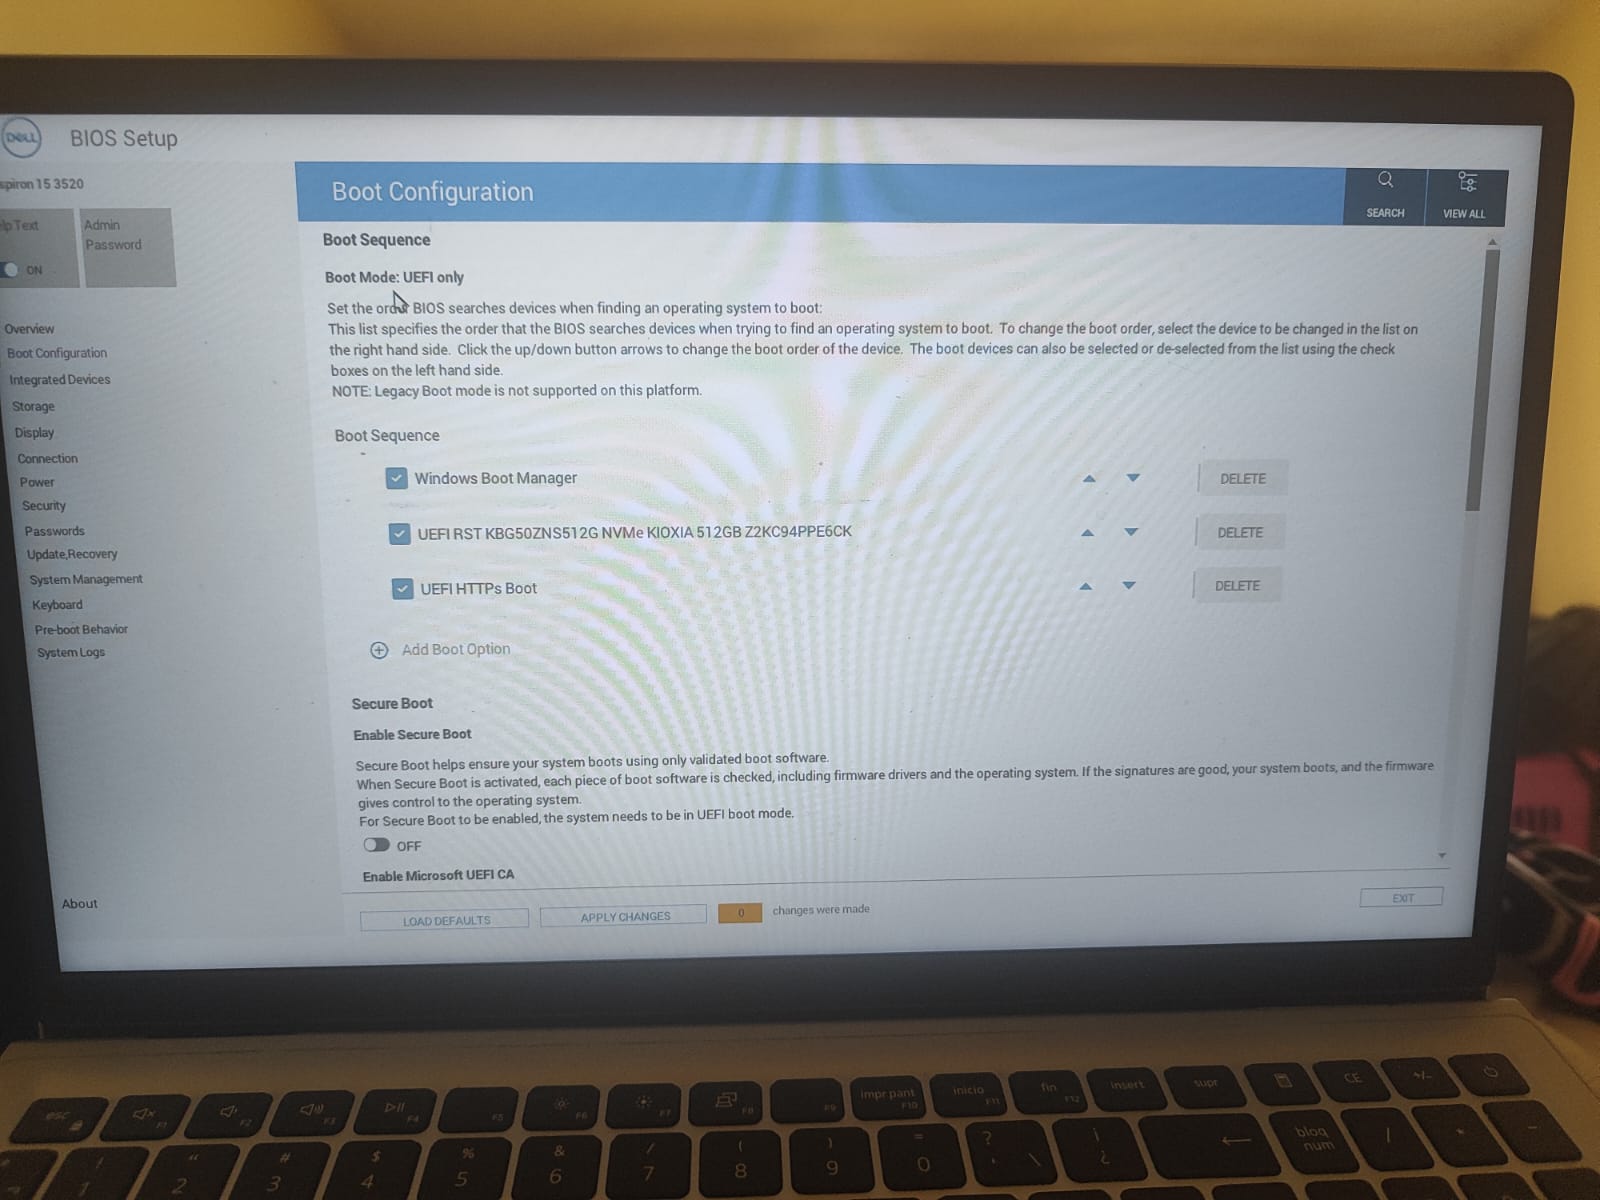 DELL
BIOS Setup
spiron 15 3520
lp Text
ON
Admin
Password
Overview
Boot Configuration
Integrated Devices
Storage
Display
Connection
Power
Security
Passwords
Update,Recovery
System Management
Keyboard
Pre-boot Behavior
System Logs
About
Boot Configuration
SEARCH
VIEW ALL
Boot Sequence
Boot Mode: UEFI only
Set the order BIOS searches devices when finding an operating system to boot:
This list specifies the order that the BIOS searches devices when trying to find an operating system to boot. To change the boot order, select the device to be changed in the list on
the right hand side. Click the up/down button arrows to change the boot order of the device. The boot devices can also be selected or de-selected from the list using the check
boxes on the left hand side.
NOTE: Legacy Boot mode is not supported on this platform.
Boot Sequence
Windows Boot Manager
DELETE
UEFI RST KBG50ZNS512G NVMe KIOXIA 512GB Z2KC94PPE6CK
DELETE
UEFI HTTPs Boot
DELETE
Add Boot Option
Secure Boot
Enable Secure Boot
Secure Boot helps ensure your system boots using only validated boot software.
When Secure Boot is activated, each piece of boot software is checked, including firmware drivers and the operating system. If the signatures are good, your system boots, and the firmware
gives control to the operating system.
For Secure Boot to be enabled, the system needs to be in UEFI boot mode.
OFF
Enable Microsoft UEFI CA
LOAD DEFAULTS
APPLY CHANGES
0
changes were made
EXIT
esc
F1
F2
F3
F4
F5
F6
F7
F8
F9
impr pant
F10
inicio
F11
fin
F12
insert
supr
CE
+/-
! 1
" 2
# 3
$ 4
% 5
& 6
/ 7
( 8
) 9
= 0
? ' \
¡ ¿
←
bloq
num
/
*
-